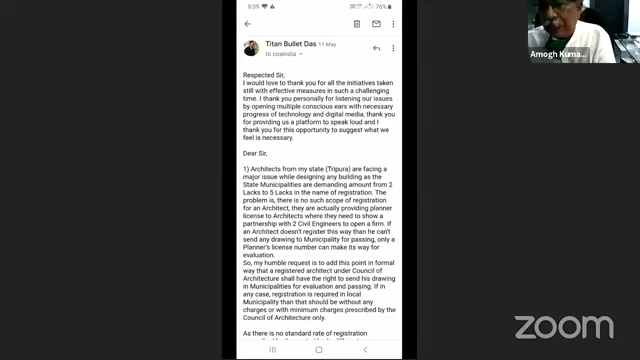 9:09
76%
Titan Bullet Das 11 May
to coaindia
Respected Sir,
I would love to thank you for all the initiatives taken
still with effective measures in such a challenging
time. I thank you personally for listening our issues
by opening multiple conscious ears with necessary
progress of technology and digital media, thank you
for providing us a platform to speak loud and I
thank you for this opportunity to suggest what we
feel is necessary.
Dear Sir,
1) Architects from my state (Tripura) are facing a
major issue while designing any building as the
State Municipalities are demanding amount from 2
Lacks to 5 Lacks in the name of registration. The
problem is, there is no such scope of registration
for an Architect, they are actually providing planner
license to Architects where they need to show a
partnership with 2 Civil Engineers to open a firm. If
an Architect doesn't register this way than he can't
send any drawing to Municipality for passing, only a
Planner's license number can make its way for
evaluation.
So, my humble request is to add this point in formal
way that a registered architect under Council of
Architecture shall have the right to send his drawing
in Municipalities for evaluation and passing. If in
any case, registration is required in local
Municipality than that should be without any
charges or with minimum charges prescribed by the
Council of Architecture only.
As there is no standard rate of registration
Amogh Kuma...
zoom